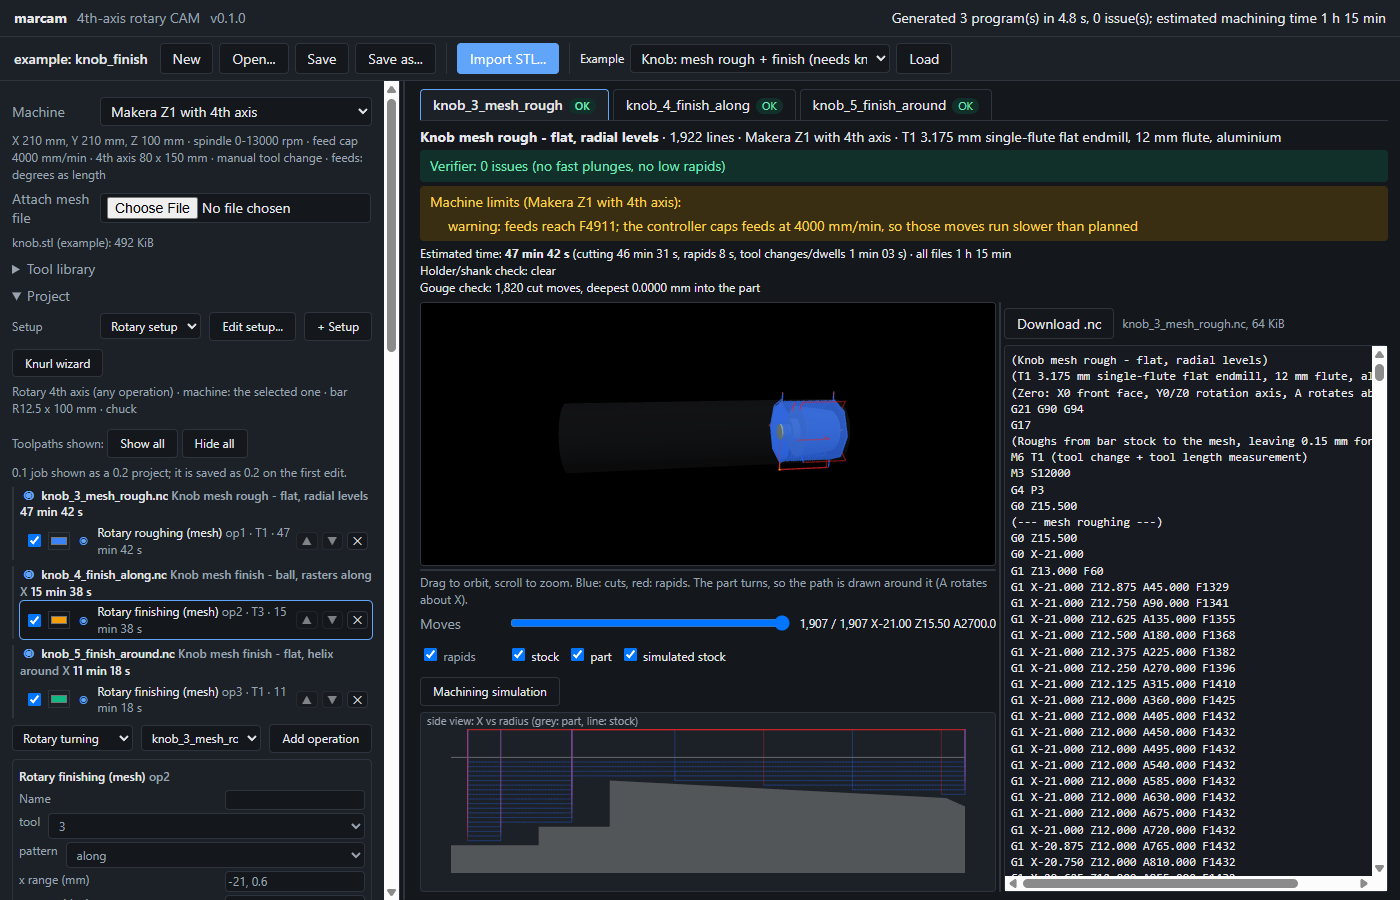 marcam 4th-axis rotary CAM v0.1.0
Generated 3 program(s) in 4.8 s, 0 issue(s); estimated machining time 1 h 15 min
example: knob_finish New Open... Save Save as... Import STL... Example Knob: mesh rough + finish (needs kn Load
Machine Makera Z1 with 4th axis
X 210 mm, Y 210 mm, Z 100 mm · spindle 0-13000 rpm · feed cap
4000 mm/min · 4th axis 80 x 150 mm · manual tool change · feeds:
degrees as length
Attach mesh
file
Choose File No file chosen
knob.stl (example): 492 KiB
Tool library
Project
Setup Rotary setup Edit setup... + Setup
Knurl wizard
Rotary 4th axis (any operation) · machine: the selected one · bar
R12.5 x 100 mm · chuck
Toolpaths shown: Show all Hide all
0.1 job shown as a 0.2 project; it is saved as 0.2 on the first edit.
knob_3_mesh_rough.nc Knob mesh rough - flat, radial levels
47 min 42 s
Rotary roughing (mesh) op1 · T1 · 47
min 42 s
knob_4_finish_along.nc Knob mesh finish - ball, rasters along
X 15 min 38 s
Rotary finishing (mesh) op2 · T3 · 15
min 38 s
knob_5_finish_around.nc Knob mesh finish - flat, helix
around X 11 min 18 s
Rotary finishing (mesh) op3 · T1 · 11
min 18 s
Rotary turning knob_3_mesh_rc Add operation
Rotary finishing (mesh) op2
Name
tool 3
pattern along
x range (mm) -21, 0.6
knob_3_mesh_rough OK knob_4_finish_along OK knob_5_finish_around OK
Knob mesh rough - flat, radial levels · 1,922 lines · Makera Z1 with 4th axis · T1 3.175 mm single-flute flat endmill, 12 mm flute, aluminium
Verifier: 0 issues (no fast plunges, no low rapids)
Machine limits (Makera Z1 with 4th axis):
warning: feeds reach F4911; the controller caps feeds at 4000 mm/min, so those moves run slower than planned
Estimated time: 47 min 42 s (cutting 46 min 31 s, rapids 8 s, tool changes/dwells 1 min 03 s) · all files 1 h 15 min
Holder/shank check: clear
Gouge check: 1,820 cut moves, deepest 0.0000 mm into the part
Drag to orbit, scroll to zoom. Blue: cuts, red: rapids. The part turns, so the path is drawn around it (A rotates
about X).
Moves 1,907 / 1,907 X-21.00 Z15.50 A2700.0
rapids stock part simulated stock
Machining simulation
side view: X vs radius (grey: part, line: stock)
Download .nc knob_3_mesh_rough.nc, 64 KiB
(Knob mesh rough - flat, radial levels)
(T1 3.175 mm single-flute flat endmill, 12 mm flute, al
(Zero: X0 front face, Y0/Z0 rotation axis, A rotates ab
G21 G90 G94
G17
(Roughs from bar stock to the mesh, leaving 0.15 mm for
M6 T1 (tool change + tool length measurement)
M3 S12000
G4 P3
G0 Z15.500
(--- mesh roughing ---)
G0 Z15.500
G0 X-21.000
G1 Z13.000 F60
G1 X-21.000 Z12.875 A45.000 F1329
G1 X-21.000 Z12.750 A90.000 F1341
G1 X-21.000 Z12.625 A135.000 F1355
G1 X-21.000 Z12.500 A180.000 F1368
G1 X-21.000 Z12.375 A225.000 F1382
G1 X-21.000 Z12.250 A270.000 F1396
G1 X-21.000 Z12.125 A315.000 F1410
G1 X-21.000 Z12.000 A360.000 F1425
G1 X-21.000 Z12.000 A405.000 F1432
G1 X-21.000 Z12.000 A450.000 F1432
G1 X-21.000 Z12.000 A495.000 F1432
G1 X-21.000 Z12.000 A540.000 F1432
G1 X-21.000 Z12.000 A585.000 F1432
G1 X-21.000 Z12.000 A630.000 F1432
G1 X-21.000 Z12.000 A675.000 F1432
G1 X-21.000 Z12.000 A720.000 F1432
G1 X-20.875 Z12.000 A765.000 F1432
G1 X-20.750 Z12.000 A810.000 F1432